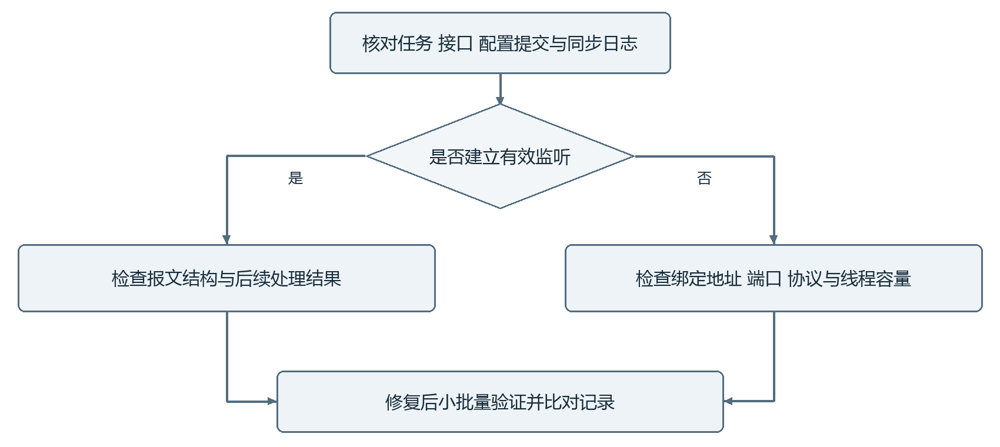 核对任务 接口 配置提交与同步日志
是否建立有效监听
是
否
检查报文结构与后续处理结果
检查绑定地址 端口 协议与线程容量
修复后小批量验证并比对记录